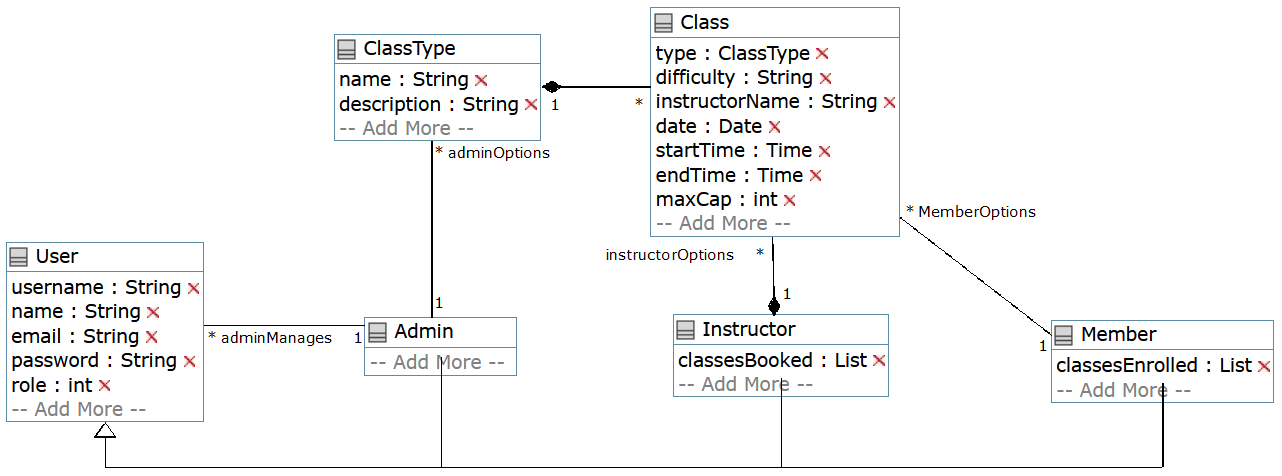 Class
type : ClassType
difficulty : String
instructorName : String
date : Date
startTime : Time
endTime : Time
maxCap : int
-- Add More --
ClassType
name : String
description : String
-- Add More --
1
*
* adminOptions
* MemberOptions
instructorOptions *
User
username : String
name : String
email : String
password : String
role : int
-- Add More --
1
Admin
-- Add More --
* adminManages
1
1
Instructor
classesBooked : List
-- Add More --
Member
classesEnrolled : List
-- Add More --
1